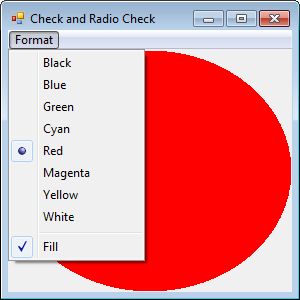 Check and Radio Check
Format
Black
Blue
Green
Cyan
Red
Magenta
Yellow
White
Fill